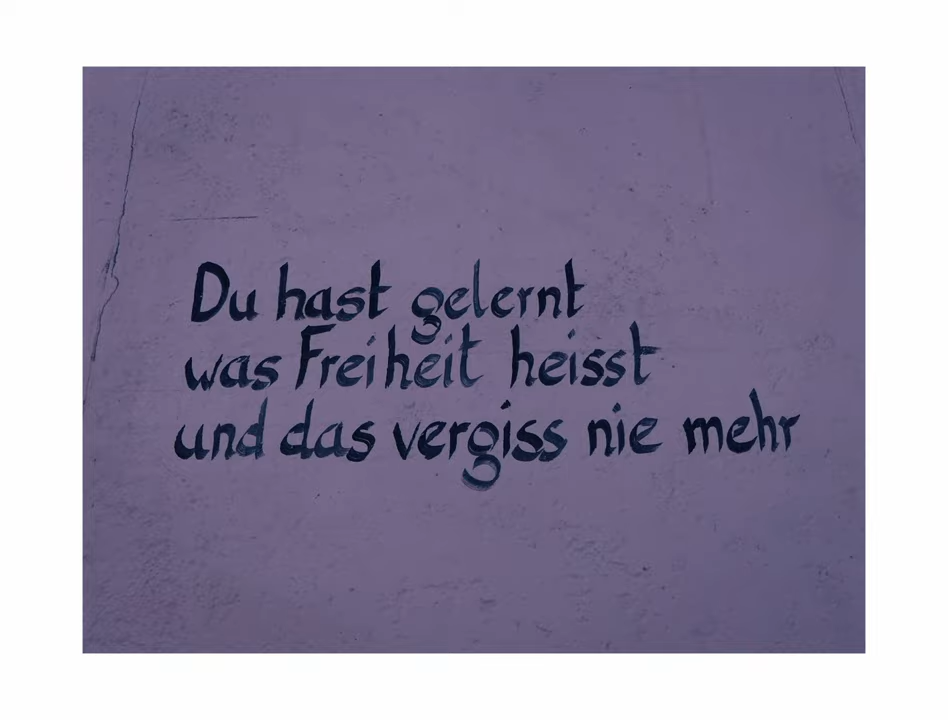 Du hast gelernt
was Freiheit heisst
und das vergiss nie mehr